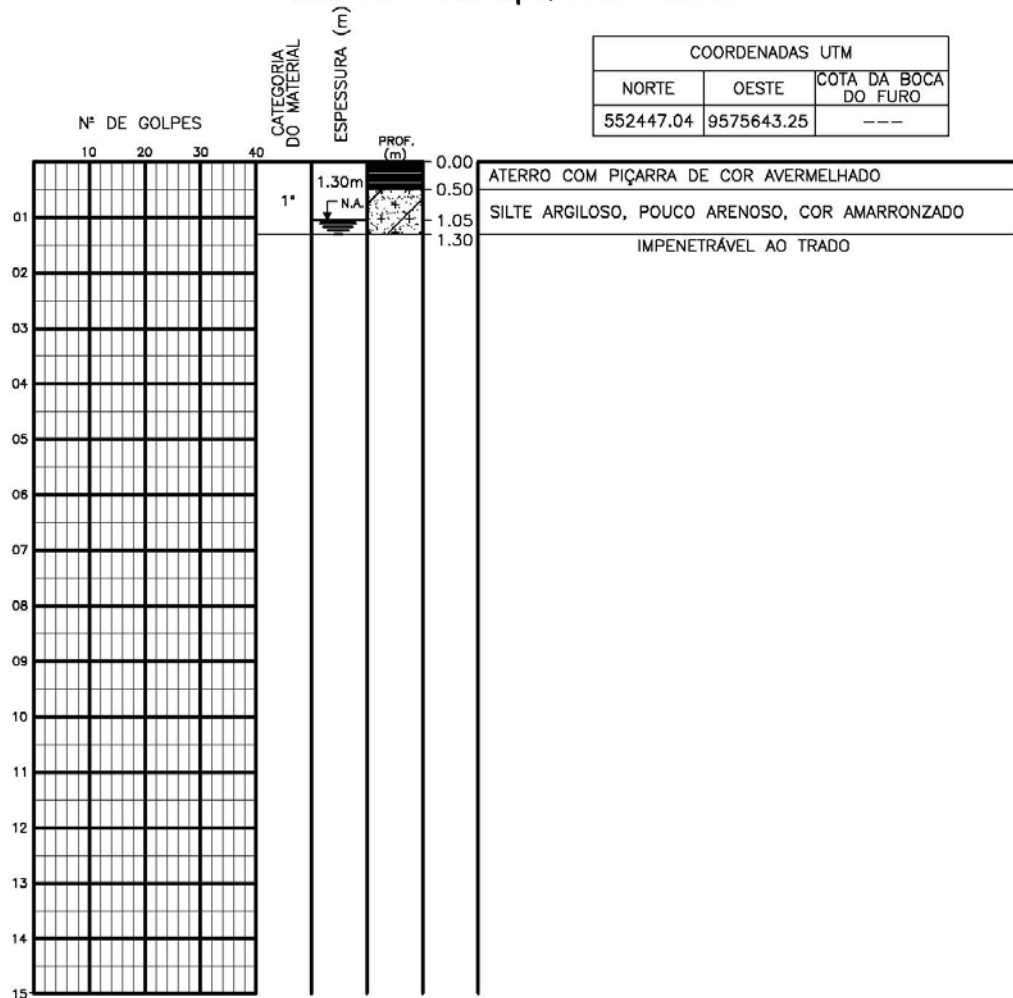 COORDENADAS UTM
NORTE OESTE COTA DA BOCA DO FURO
552447.04 9575643.25 ---
Nº DE GOLPES
CATEGORIA DO MATERIAL
ESPESSURA (m)
PROF. (m)
10 20 30 40
0.00
ATERRO COM PIÇARRA DE COR AVERMELHADO
1.30m
0.50
1ª
N.A.
01
1.05
SILTE ARGILOSO, POUCO ARENOSO, COR AMARRONZADO
1.30
IMPENETRÁVEL AO TRADO
02
03
04
05
06
07
08
09
10
11
12
13
14
15